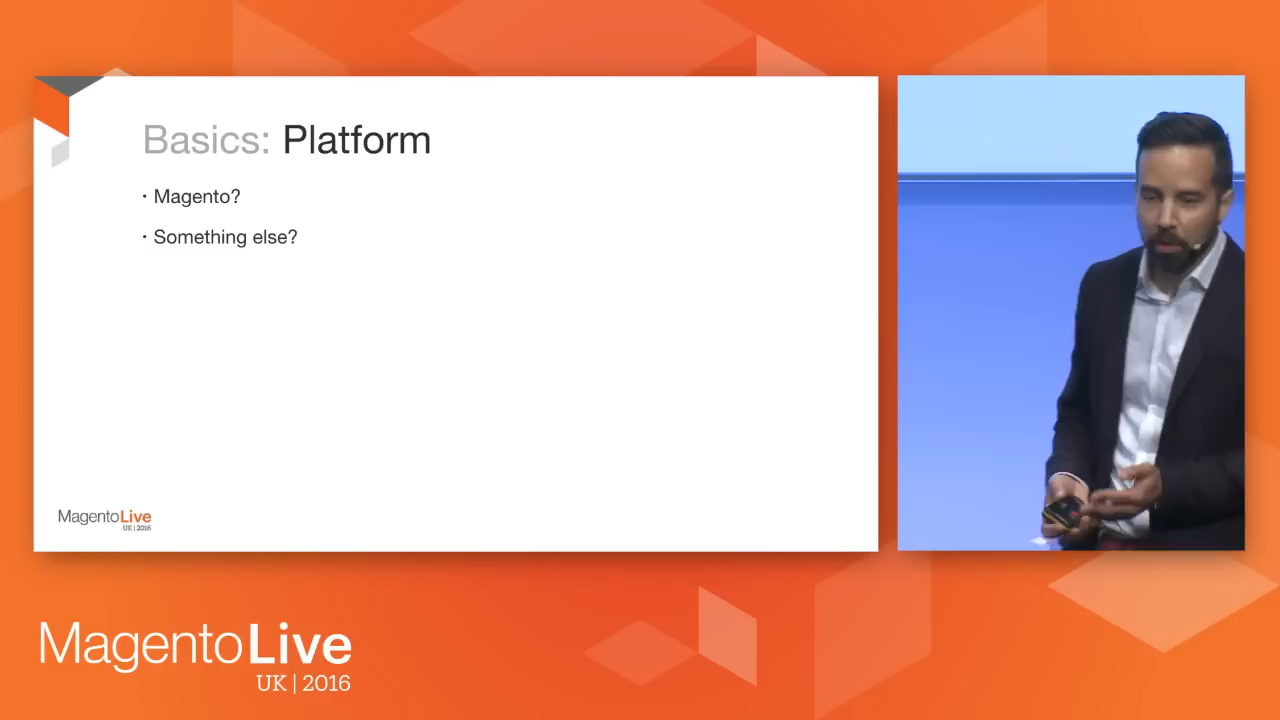 Basics: Platform
· Magento?
· Something else?
MagentoLive
UK | 2016
MagentoLive
UK | 2016